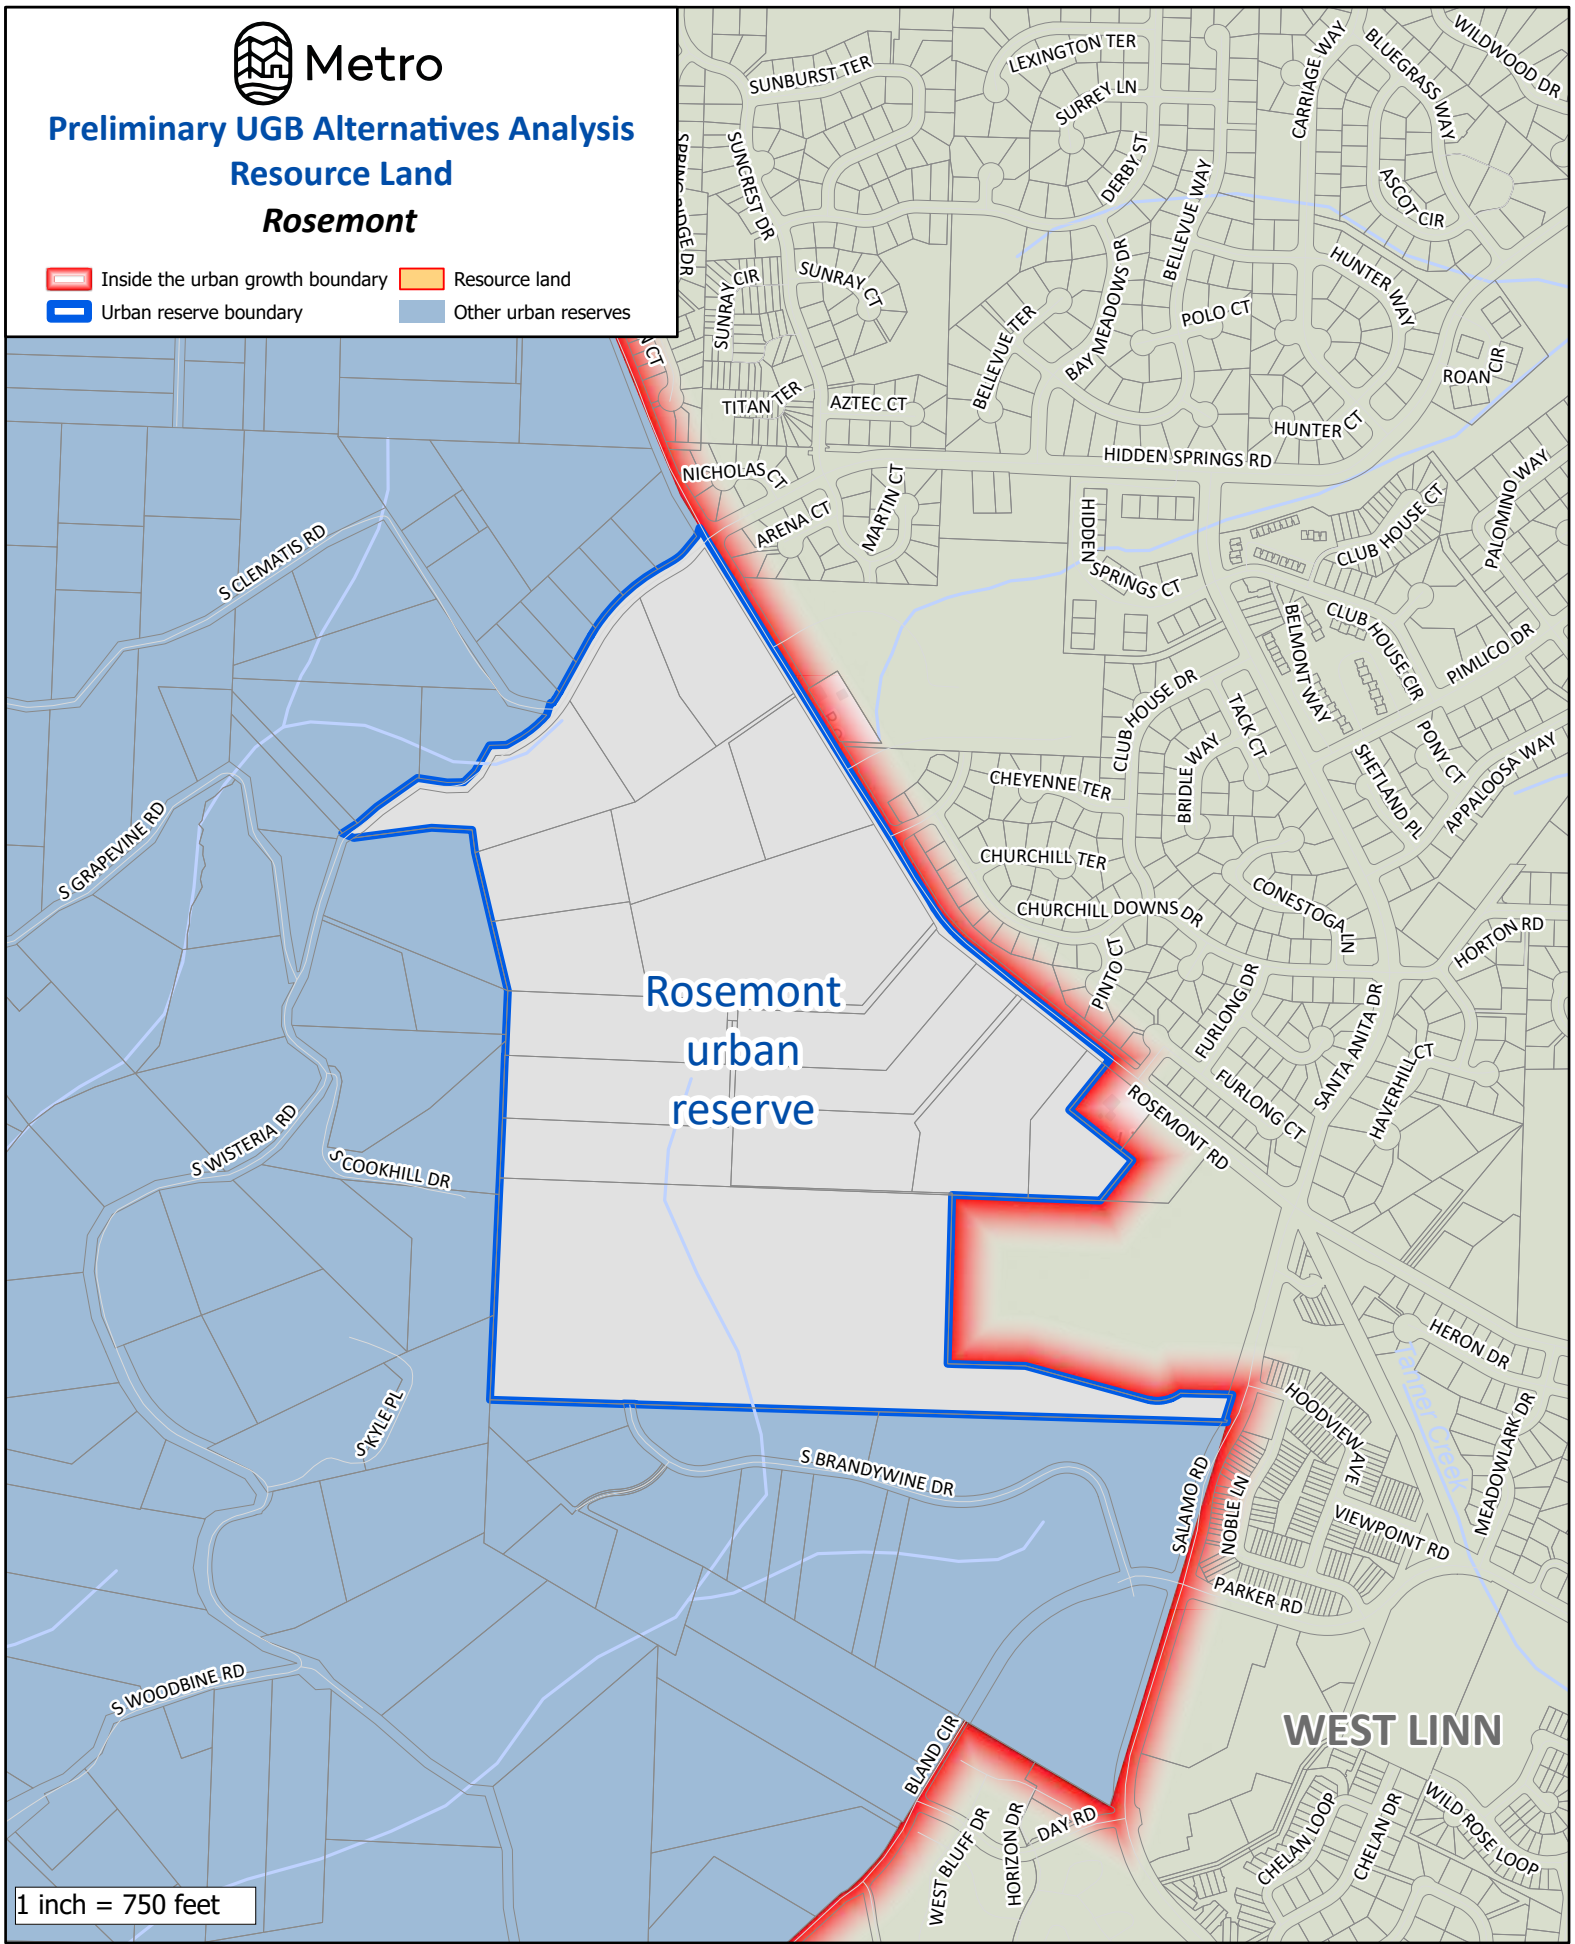 Metro
Preliminary UGB Alternatives Analysis
Resource Land
Rosemont
Inside the urban growth boundary
Resource land
Urban reserve boundary
Other urban reserves
WILDWOOD DR
LEXINGTON TER
CARRIAGE WAY
BLUEGRASS WAY
SUNBURST TER
SURREY LN
SUNCREST DR
DERBY ST
BELLEVUE WAY
ASCOT CIR
SUNRAY CIR
SUNRAY CT
BAY MEADOWS DR
HUNTER WAY
BELLEVUE TER
POLO CT
N CT
ROAN CIR
TITAN TER
AZTEC CT
HUNTER CT
HIDDEN SPRINGS RD
NICHOLAS CT
MARTIN CT
ARENA CT
PALOMINO WAY
CLUB HOUSE CT
HIDDEN SPRINGS CT
S CLEMATIS RD
BELMONT WAY
CLUB HOUSE CIR
PIMLICO DR
CLUB HOUSE DR
TACK CT
PONY CT
BRIDLE WAY
SHETLAND PL
APPALOOSA WAY
CHEYENNE TER
S GRAPEVINE RD
CHURCHILL TER
CHURCHILL DOWNS DR
CONESTOGA LN
HORTON RD
PINTO CT
FURLONG DR
SANTA ANITA DR
Rosemont
urban
reserve
HAVERHILL CT
FURLONG CT
ROSEMONT RD
S WISTERIA RD
S COOKHILL DR
HERON DR
Tanner Creek
HOODVIEW AVE
MEADOWLARK DR
S KYLE PL
S BRANDYWINE DR
SALAMO RD
NOBLE LN
VIEWPOINT RD
PARKER RD
S WOODBINE RD
WEST LINN
BLAND CIR
WEST BLUFF DR
HORIZON DR
DAY RD
CHELAN LOOP
CHELAN DR
WILD ROSE LOOP
1 inch = 750 feet